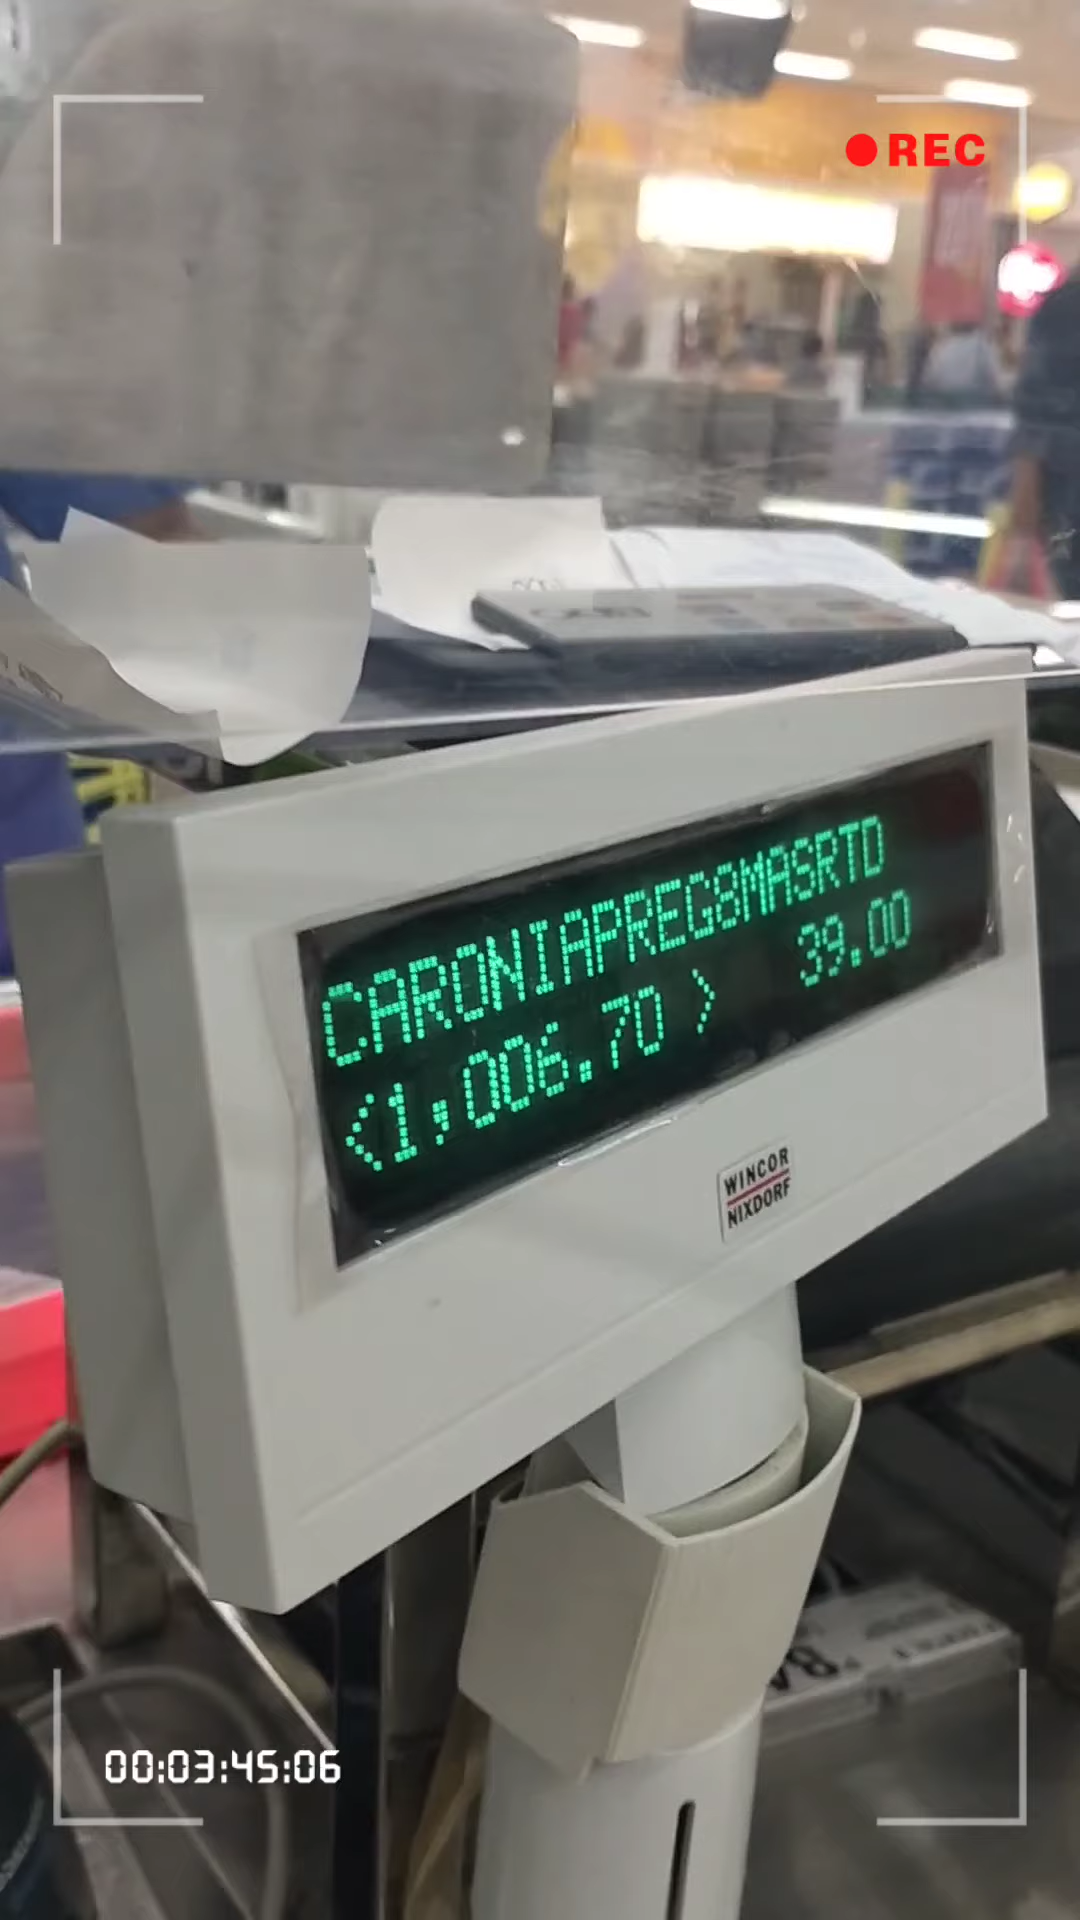 REC
CARONIAPREG8MASRTD
<1,006.70 > 39.00
WINCOR
NIXDORF
00:03:45:06